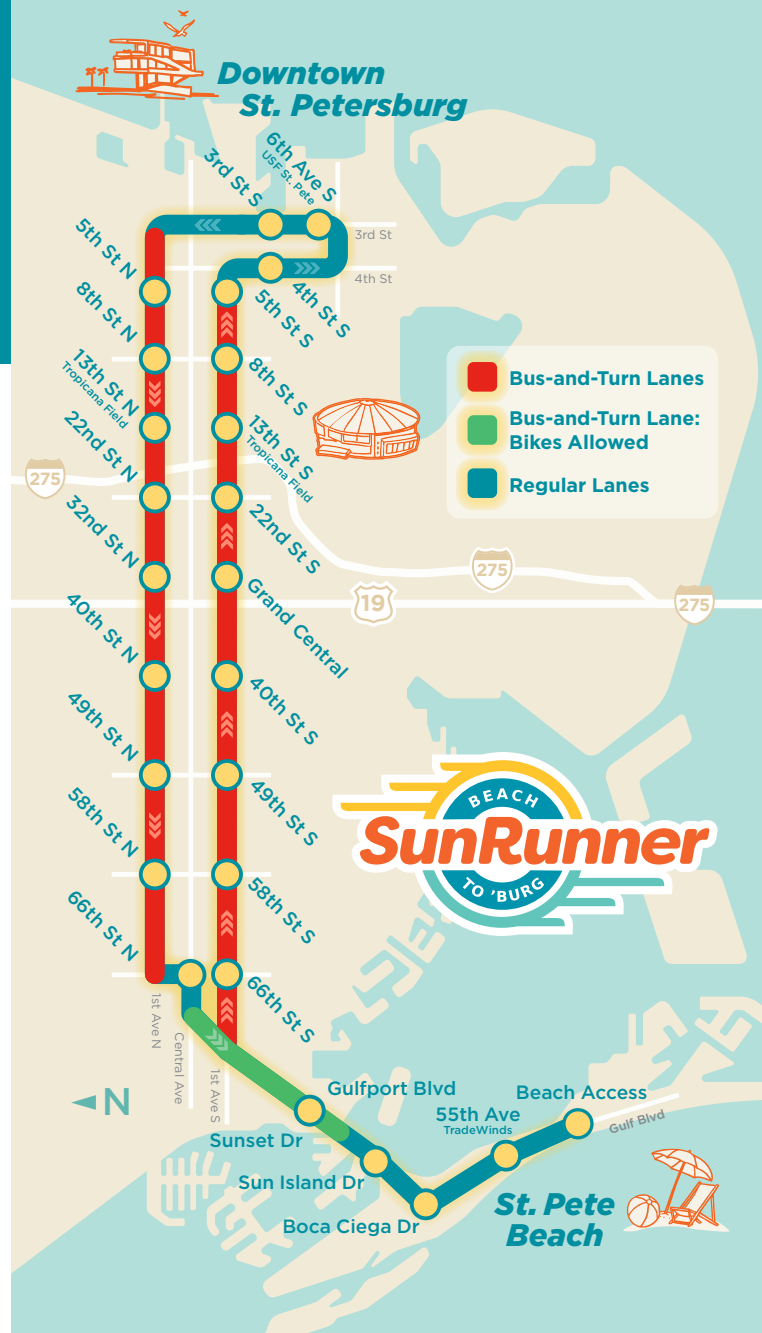 Downtown
St. Petersburg
6th Ave S
USF St. Pete
3rd St S
3rd St
4th St
5th St N
4th St S
5th St S
8th St N
8th St S
13th St N
Tropicana Field
13th St S
Tropicana Field
Bus-and-Turn Lanes
Bus-and-Turn Lane:
Bikes Allowed
Regular Lanes
22nd St N
22nd St S
275
275
275
19
32nd St N
Grand Central
40th St N
40th St S
49th St N
49th St S
BEACH
SunRunner
TO 'BURG
58th St N
58th St S
66th St N
66th St S
1st Ave N
Central Ave
1st Ave S
N
Gulfport Blvd
Sunset Dr
Sun Island Dr
Boca Ciega Dr
55th Ave
TradeWinds
Beach Access
Gulf Blvd
St. Pete
Beach